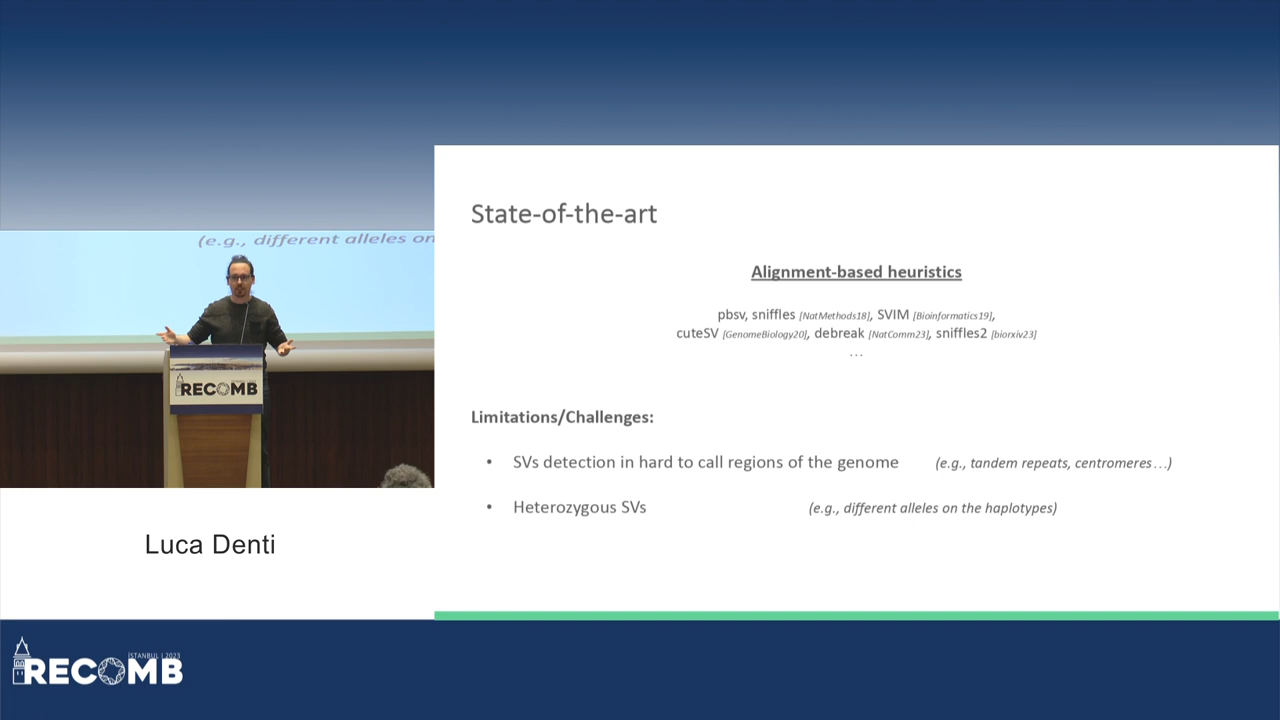 State-of-the-art
Alignment-based heuristics
pbsv, sniffles [NatMethods18], SVIM [Bioinformatics19],
cuteSV [GenomeBiology20], debreak [NatComm23], sniffles2 [biorxiv23]
...
Limitations/Challenges:
• SVs detection in hard to call regions of the genome (e.g., tandem repeats, centromeres...)
• Heterozygous SVs (e.g., different alleles on the haplotypes)
(e.g., different alleles on
RECOMB
Luca Denti
İSTANBUL | 2023
RECOMB